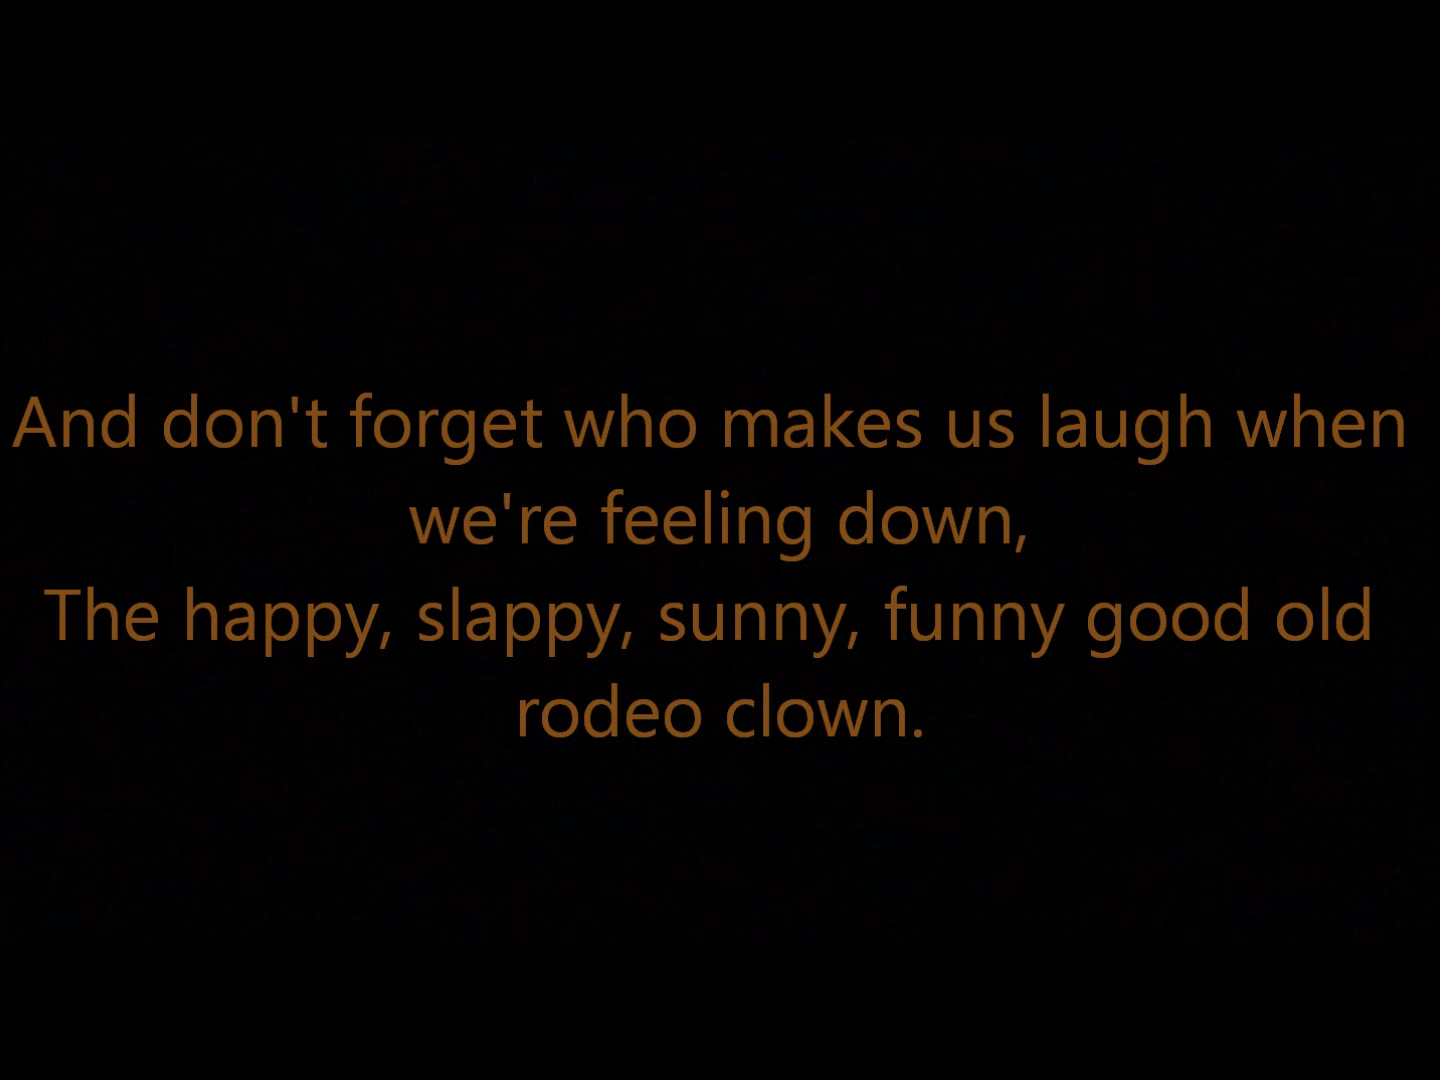 And don't forget who makes us laugh when
we're feeling down,
The happy, slappy, sunny, funny good old
rodeo clown.